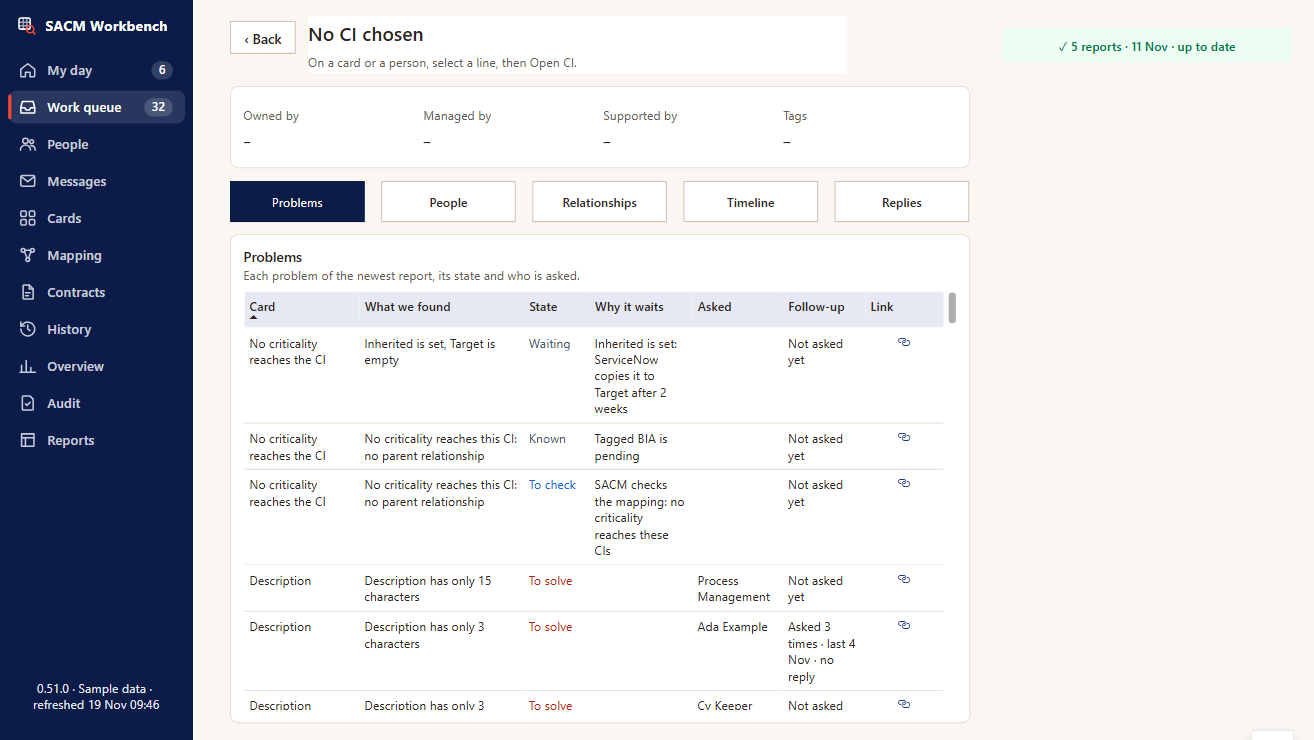 SACM Workbench
My day 6
Work queue 32
People
Messages
Cards
Mapping
Contracts
History
Overview
Audit
Reports
0.51.0 · Sample data ·
refreshed 19 Nov 09:46
‹ Back
No CI chosen
On a card or a person, select a line, then Open CI.
✓ 5 reports · 11 Nov · up to date
Owned by Managed by Supported by Tags
– – – –
Problems People Relationships Timeline Replies
Problems
Each problem of the newest report, its state and who is asked.
Card What we found State Why it waits Asked Follow-up Link
No criticality Inherited is set, Target is Waiting Inherited is set: Not asked
reaches the CI empty ServiceNow yet
copies it to
Target after 2
weeks
No criticality No criticality reaches this CI: Known Tagged BIA is Not asked
reaches the CI no parent relationship pending yet
No criticality No criticality reaches this CI: To check SACM checks Not asked
reaches the CI no parent relationship the mapping: no yet
criticality
reaches these
CIs
Description Description has only 15 To solve Process Not asked
characters Management yet
Description Description has only 3 To solve Ada Example Asked 3
characters times · last 4
Nov · no
reply
Description Description has only 3 To solve Cy Keeper Not asked